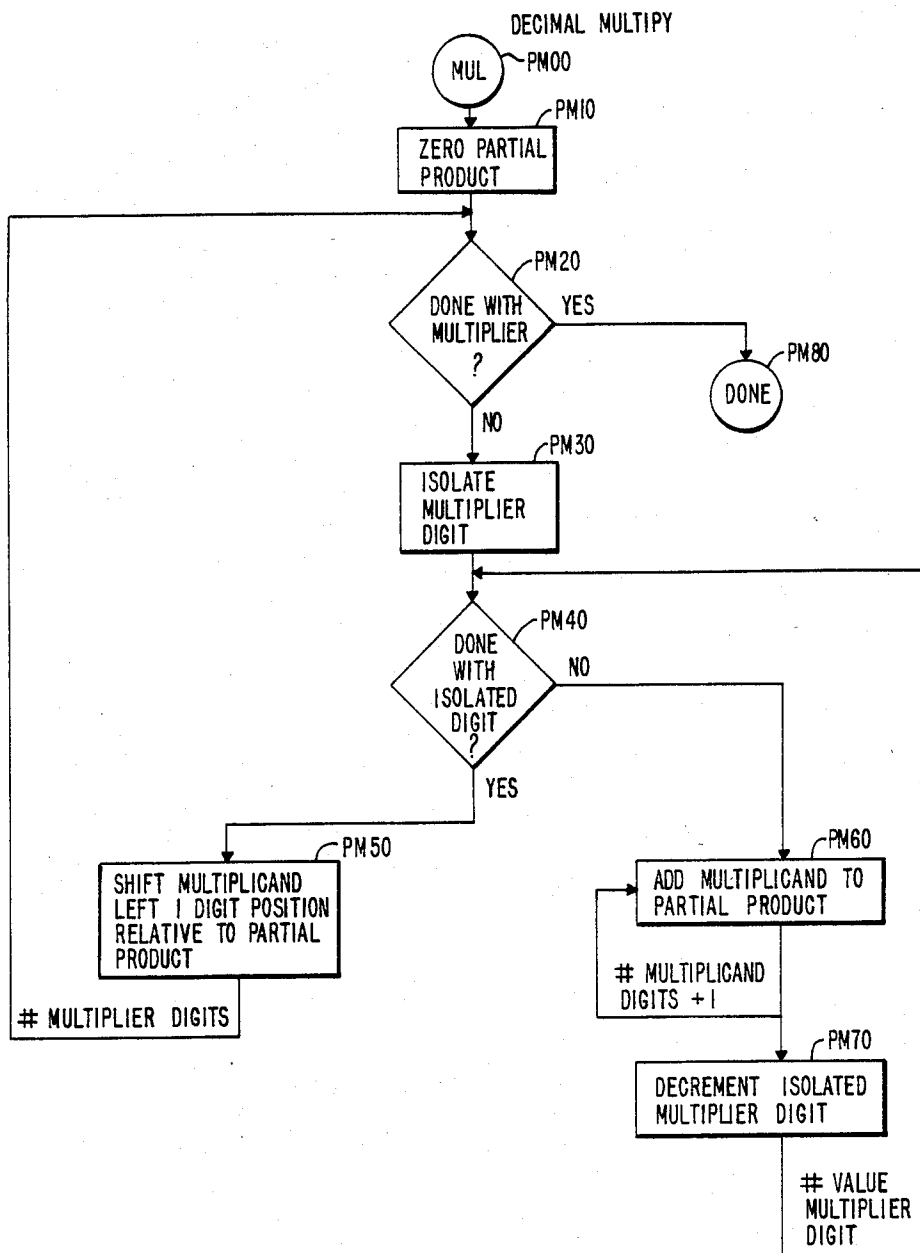 DECIMAL MULTIPY
MUL
PM00
PM10
ZERO PARTIAL
PRODUCT
PM20
DONE WITH
MULTIPLIER
?
YES
PM80
DONE
NO
PM30
ISOLATE
MULTIPLIER
DIGIT
PM40
DONE
WITH
ISOLATED
DIGIT
?
NO
YES
PM50
SHIFT MULTIPLICAND
LEFT 1 DIGIT POSITION
RELATIVE TO PARTIAL
PRODUCT
# MULTIPLIER DIGITS
PM60
ADD MULTIPLICAND TO
PARTIAL PRODUCT
# MULTIPLICAND
DIGITS +1
PM70
DECREMENT ISOLATED
MULTIPLIER DIGIT
# VALUE
MULTIPLIER
DIGIT